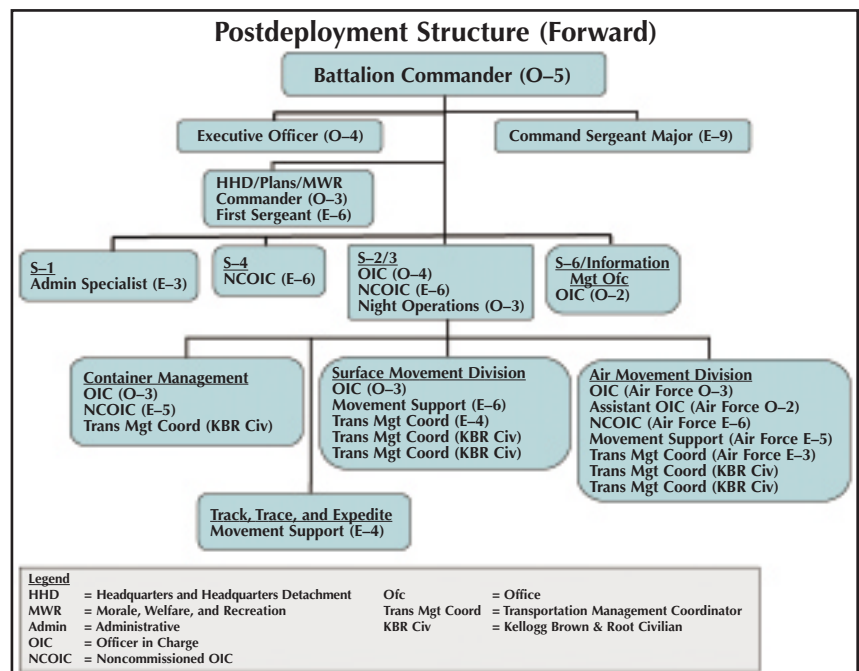 Postdeployment Structure (Forward)
Battalion Commander (O–5)
Executive Officer (O–4)
Command Sergeant Major (E–9)
HHD/Plans/MWR
Commander (O–3)
First Sergeant (E–6)
S–1
Admin Specialist (E–3)
S–4
NCOIC (E–6)
S–2/3
OIC (O–4)
NCOIC (E–6)
Night Operations (O–3)
S–6/Information
Mgt Ofc
OIC (O–2)
Container Management
OIC (O–3)
NCOIC (E–5)
Trans Mgt Coord (KBR Civ)
Surface Movement Division
OIC (O–3)
Movement Support (E–6)
Trans Mgt Coord (E–4)
Trans Mgt Coord (KBR Civ)
Trans Mgt Coord (KBR Civ)
Air Movement Division
OIC (Air Force O–3)
Assistant OIC (Air Force O–2)
NCOIC (Air Force E–6)
Movement Support (Air Force E–5)
Trans Mgt Coord (Air Force E–3)
Trans Mgt Coord (KBR Civ)
Trans Mgt Coord (KBR Civ)
Track, Trace, and Expedite
Movement Support (E–4)
Legend
HHD = Headquarters and Headquarters Detachment
MWR = Morale, Welfare, and Recreation
Admin = Administrative
OIC = Officer in Charge
NCOIC = Noncommissioned OIC
Ofc = Office
Trans Mgt Coord = Transportation Management Coordinator
KBR Civ = Kellogg Brown & Root Civilian